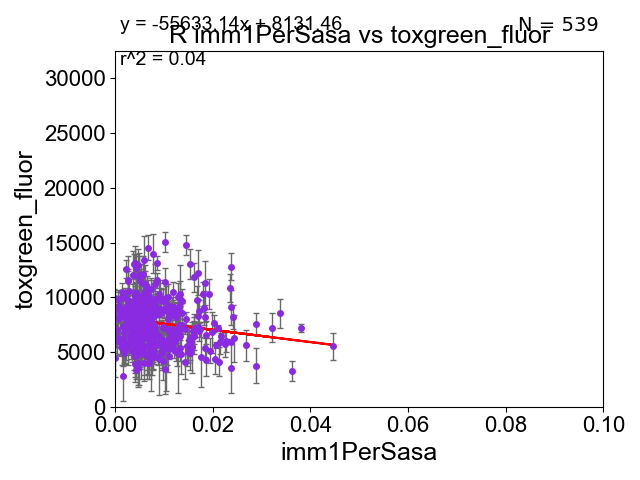 y = -55633.14x + 8131.46
N = 539
R imm1PerSasa vs toxgreen_fluor
r^2 = 0.04
30000
25000
20000
15000
10000
5000
0
toxgreen_fluor
0.00 0.02 0.04 0.06 0.08 0.10
imm1PerSasa